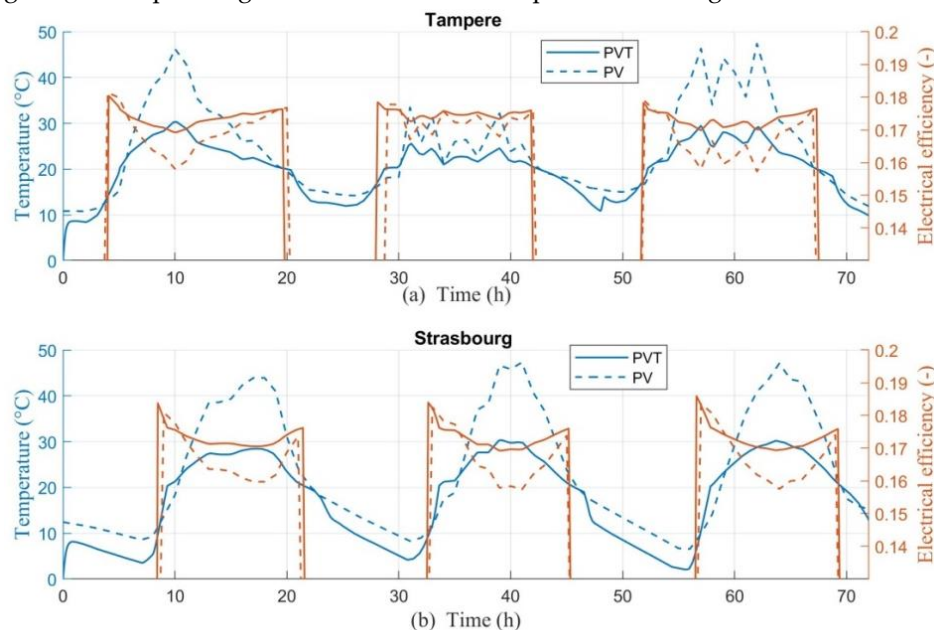 Tampere
50
40
30
20
10
0
Temperature (°C)
0.2
0.19
0.18
0.17
0.16
0.15
0.14
Electrical efficiency (-)
PVT
PV
0 10 20 30 40 50 60 70
(a) Time (h)
Strasbourg
50
40
30
20
10
0
Temperature (°C)
0.2
0.19
0.18
0.17
0.16
0.15
0.14
Electrical efficiency (-)
PVT
PV
0 10 20 30 40 50 60 70
(b) Time (h)